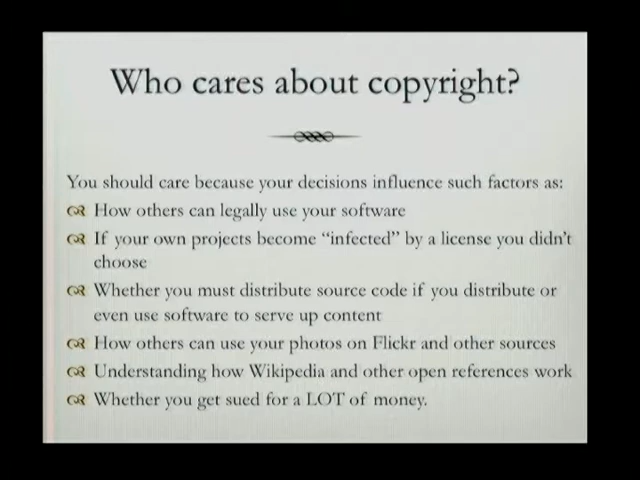 Who cares about copyright?
You should care because your decisions influence such factors as:
How others can legally use your software
If your own projects become “infected” by a license you didn’t
choose
Whether you must distribute source code if you distribute or
even use software to serve up content
How others can use your photos on Flickr and other sources
Understanding how Wikipedia and other open references work
Whether you get sued for a LOT of money.